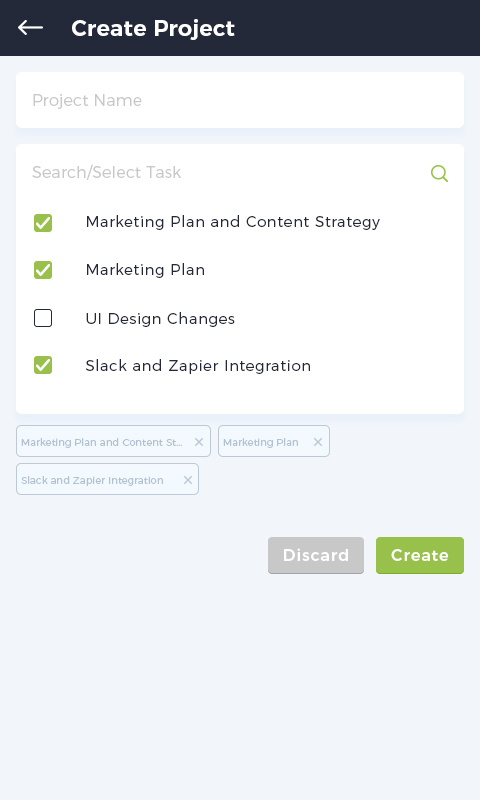 Create Project
Project Name
Search/Select Task
Marketing Plan and Content Strategy
Marketing Plan
UI Design Changes
Slack and Zapier Integration
Marketing Plan and Content St...
Marketing Plan
Slack and Zapier Integration
Discard
Create